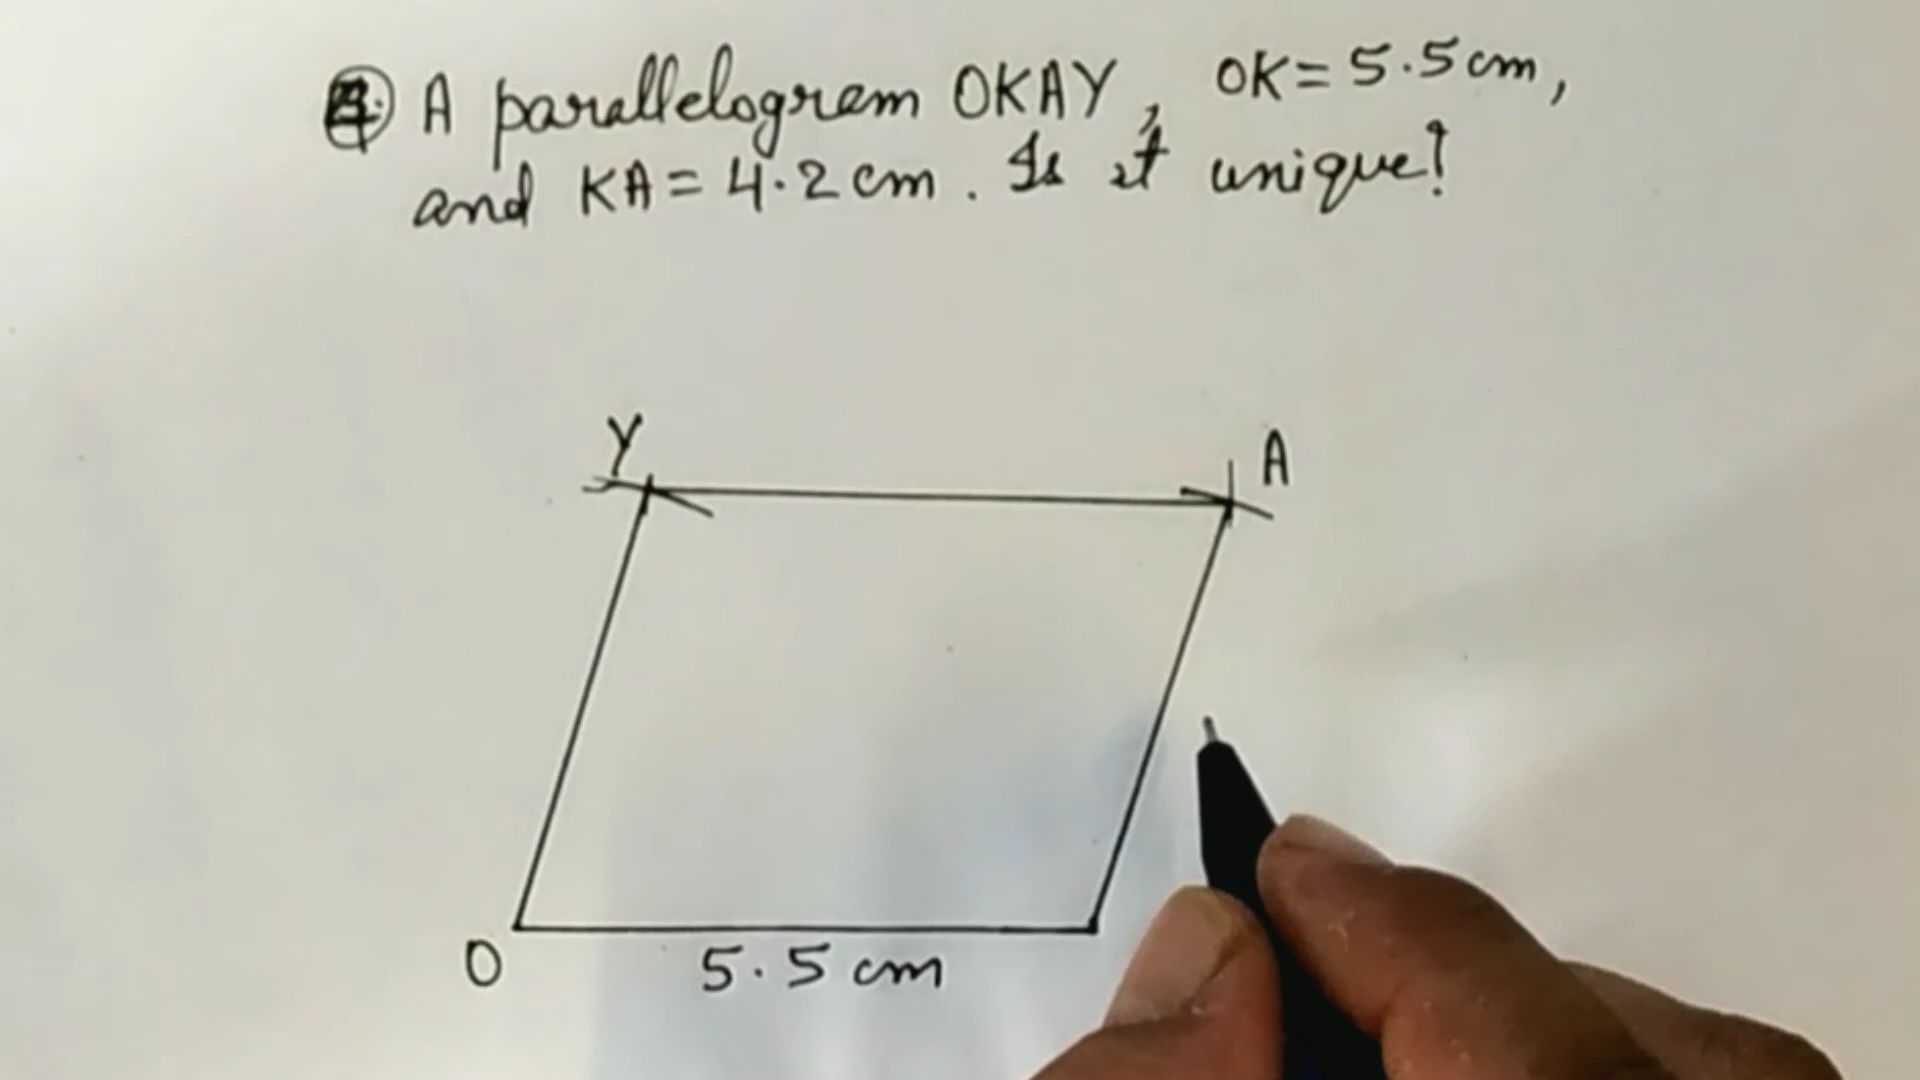 4. A parallelogram OKAY, OK = 5.5 cm,
and KA = 4.2 cm. Is it unique?
Y
A
O
5.5 cm